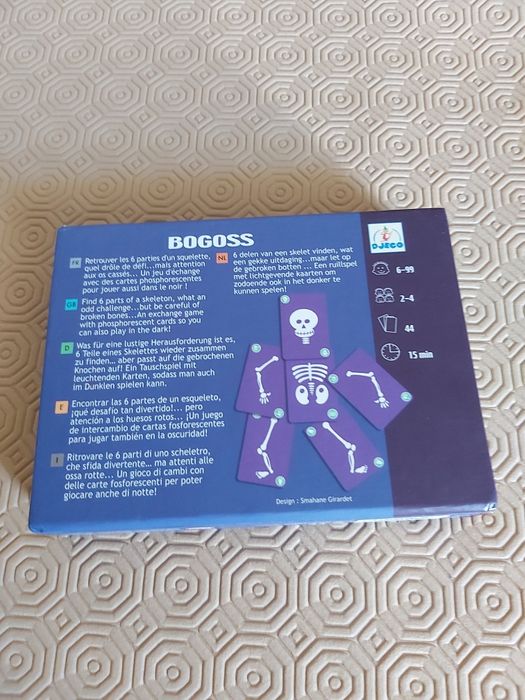 BOGOSS
FR Retrouver les 6 parties d'un squelette,
quel drôle de défi...mais attention
aux os cassés... Un jeu d'échange
avec des cartes phosphorescentes
pour jouer aussi dans le noir !
GB Find 6 parts of a skeleton, what an
odd challenge...but be careful of
broken bones...An exchange game
with phosphorescent cards so you
can also play in the dark!
D Was für eine lustige Herausforderung ist es,
6 Teile eines Skelettes wieder zusammen
zu finden... aber passt auf die gebrochenen
Knochen auf! Ein Tauschspiel mit
leuchtenden Karten, sodass man auch
im Dunklen spielen kann.
E Encontrar las 6 partes de un esqueleto,
¡qué desafío tan divertido!... pero
atención a los huesos rotos... ¡Un juego
de intercambio de cartas fosforescentes
para jugar también en la oscuridad!
I Ritrovare le 6 parti di uno scheletro,
che sfida divertente… ma attenti alle
ossa rotte... Un gioco di cambi con
delle carte fosforescenti per poter
giocare anche di notte!
NL 6 delen van een skelet vinden, wat
een gekke uitdaging...maar let op
de gebroken botten ... Een ruilspel
met lichtgevende kaarten om
zodoende ook in het donker te
kunnen spelen!
Design : Smahane Girardet
DJECO
6-99
2-4
44
15 min